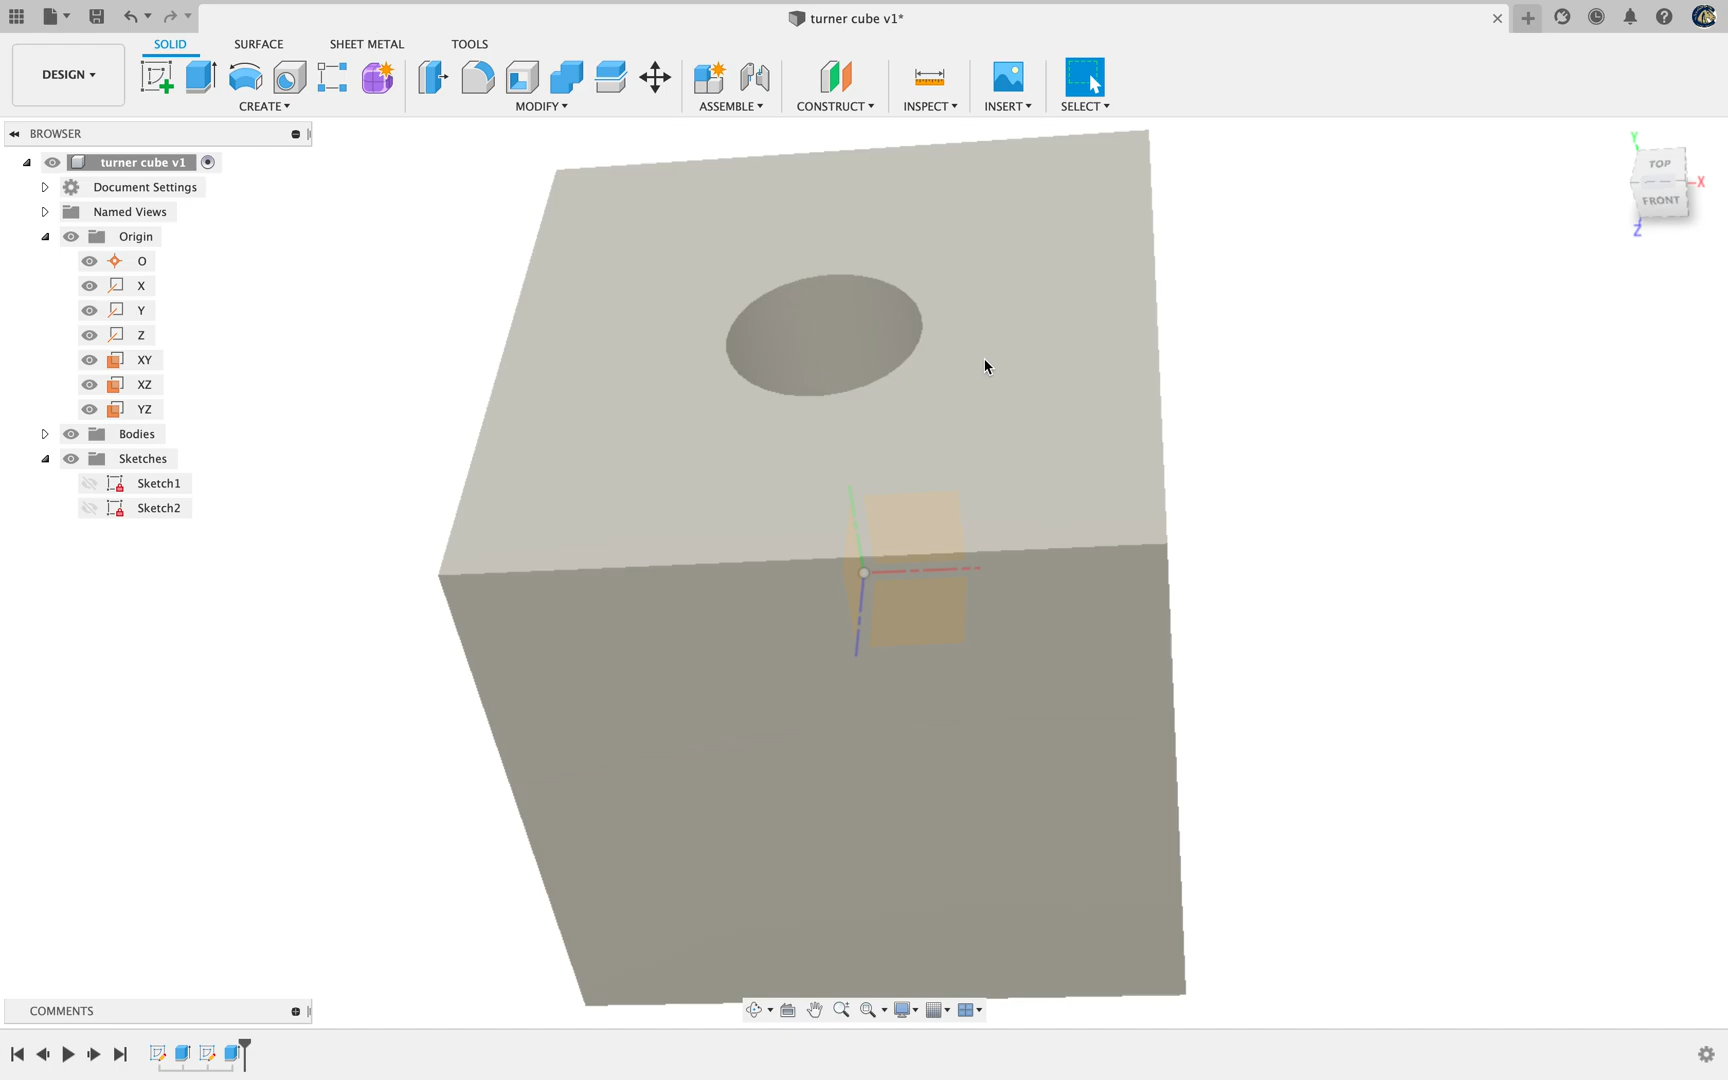 turner cube v1*
SOLID SURFACE SHEET METAL TOOLS
DESIGN
CREATE MODIFY ASSEMBLE CONSTRUCT INSPECT INSERT SELECT
BROWSER
turner cube v1
Document Settings
Named Views
Origin
O
X
Y
Z
XY
XZ
YZ
Bodies
Sketches
Sketch1
Sketch2
Y
TOP
X
FRONT
Z
COMMENTS